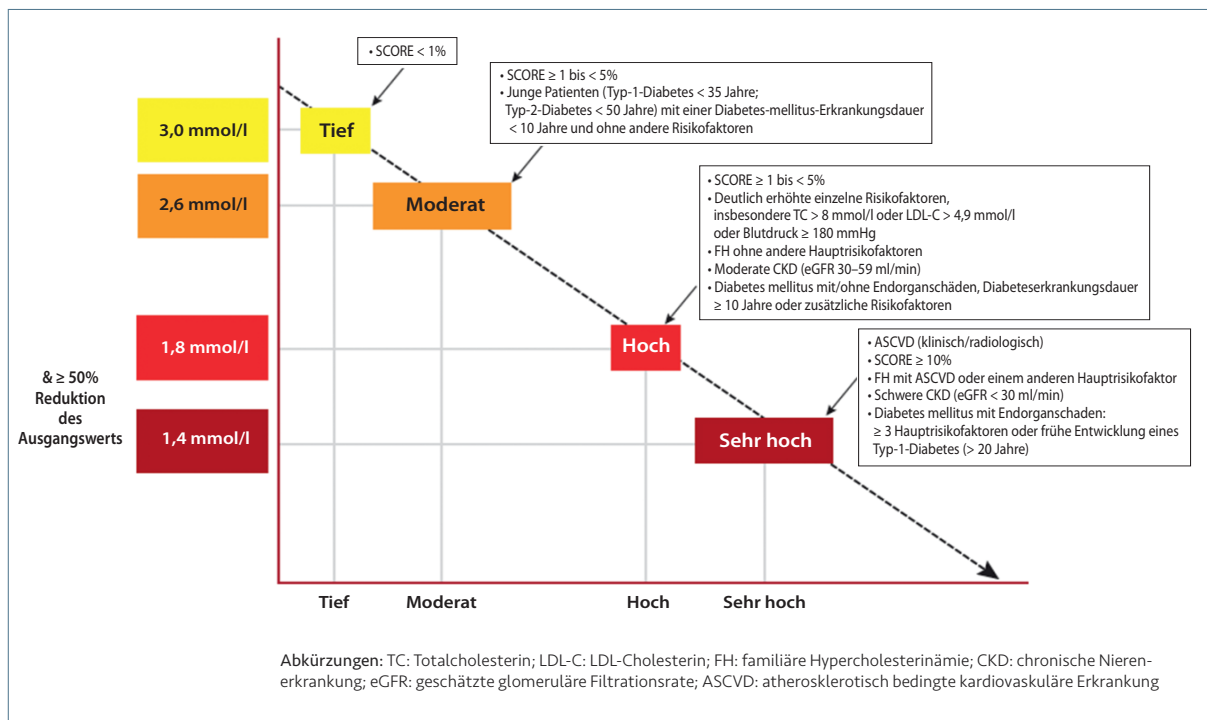 • SCORE < 1%
• SCORE ≥ 1 bis < 5%
• Junge Patienten (Typ-1-Diabetes < 35 Jahre;
Typ-2-Diabetes < 50 Jahre) mit einer Diabetes-mellitus-Erkrankungsdauer
< 10 Jahre und ohne andere Risikofaktoren
3,0 mmol/l
Tief
2,6 mmol/l
Moderat
• SCORE ≥ 1 bis < 5%
• Deutlich erhöhte einzelne Risikofaktoren,
insbesondere TC > 8 mmol/l oder LDL-C > 4,9 mmol/l
oder Blutdruck ≥ 180 mmHg
• FH ohne andere Hauptrisikofaktoren
• Moderate CKD (eGFR 30–59 ml/min)
• Diabetes mellitus mit/ohne Endorganschäden, Diabeteserkrankungsdauer
≥ 10 Jahre oder zusätzliche Risikofaktoren
1,8 mmol/l
Hoch
• ASCVD (klinisch/radiologisch)
• SCORE ≥ 10%
• FH mit ASCVD oder einem anderen Hauptrisikofaktor
• Schwere CKD (eGFR < 30 ml/min)
• Diabetes mellitus mit Endorganschaden:
≥ 3 Hauptrisikofaktoren oder frühe Entwicklung eines
Typ-1-Diabetes (> 20 Jahre)
& ≥ 50%
Reduktion
des
Ausgangswerts
1,4 mmol/l
Sehr hoch
Tief
Moderat
Hoch
Sehr hoch
Abkürzungen: TC: Totalcholesterin; LDL-C: LDL-Cholesterin; FH: familiäre Hypercholesterinämie; CKD: chronische Nieren-
erkrankung; eGFR: geschätzte glomeruläre Filtrationsrate; ASCVD: atherosklerotisch bedingte kardiovaskuläre Erkrankung